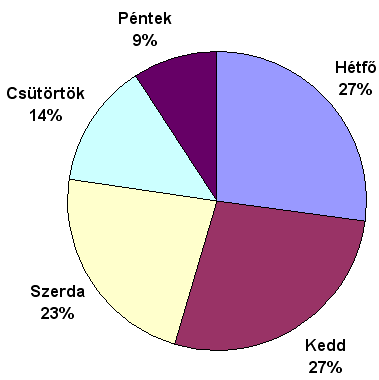 Péntek
9%
Hétfő
27%
Csütörtök
14%
Szerda
23%
Kedd
27%